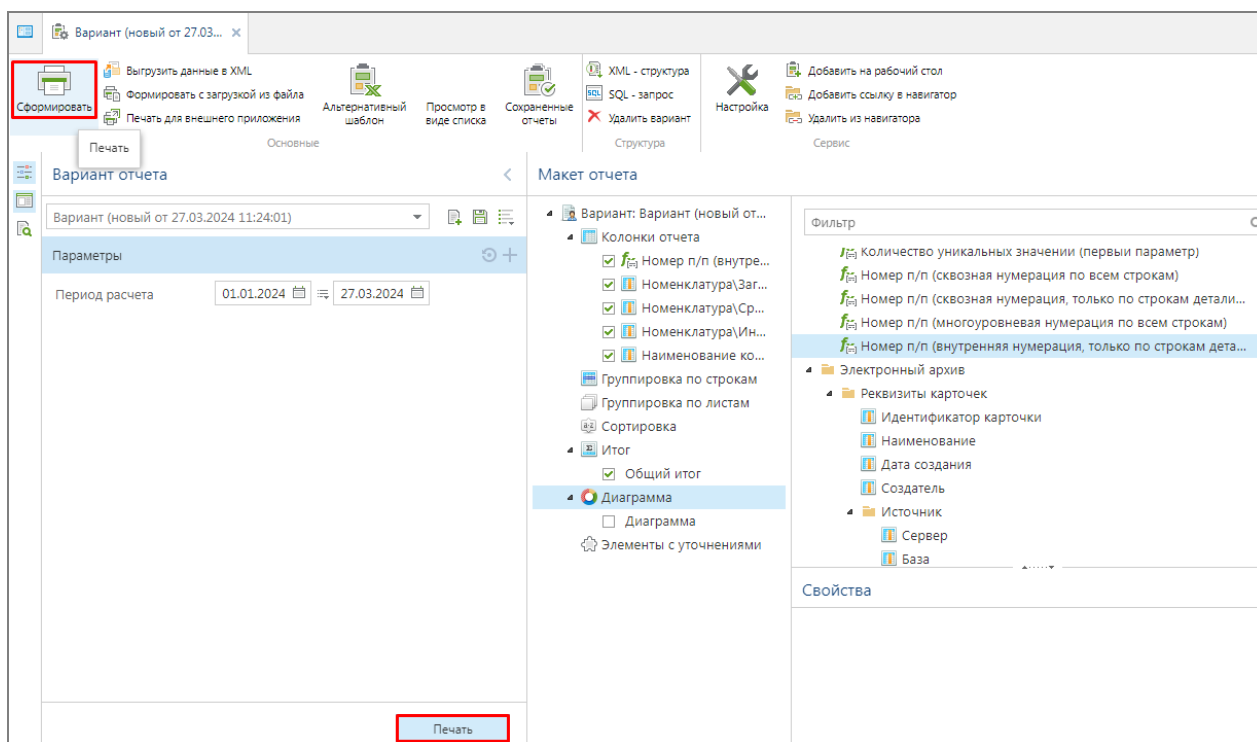 Вариант (новый от 27.03...
Сформировать
Выгрузить данные в XML
Формировать с загрузкой из файла
Печать для внешнего приложения
Альтернативный
шаблон
Просмотр в
виде списка
Сохраненные
отчеты
Основные
XML - структура
SQL
SQL - запрос
Удалить вариант
Структура
Настройка
Добавить на рабочий стол
Добавить ссылку в навигатор
Удалить из навигатора
Сервис
Печать
Вариант отчета
Вариант (новый от 27.03.2024 11:24:01)
Параметры
Период расчета
01.01.2024
27.03.2024
Печать
Макет отчета
Вариант: Вариант (новый от...
Колонки отчета
Номер п/п (внутре...
Номенклатура\Заг...
Номенклатура\Ср...
Номенклатура\Ин...
Наименование ко...
Группировка по строкам
Группировка по листам
Сортировка
Итог
Общий итог
Диаграмма
Диаграмма
Элементы с уточнениями
Фильтр
Количество уникальных значений (первый параметр)
Номер п/п (сквозная нумерация по всем строкам)
Номер п/п (сквозная нумерация, только по строкам детали...
Номер п/п (многоуровневая нумерация по всем строкам)
Номер п/п (внутренняя нумерация, только по строкам дета...
Электронный архив
Реквизиты карточек
Идентификатор карточки
Наименование
Дата создания
Создатель
Источник
Сервер
База
Свойства